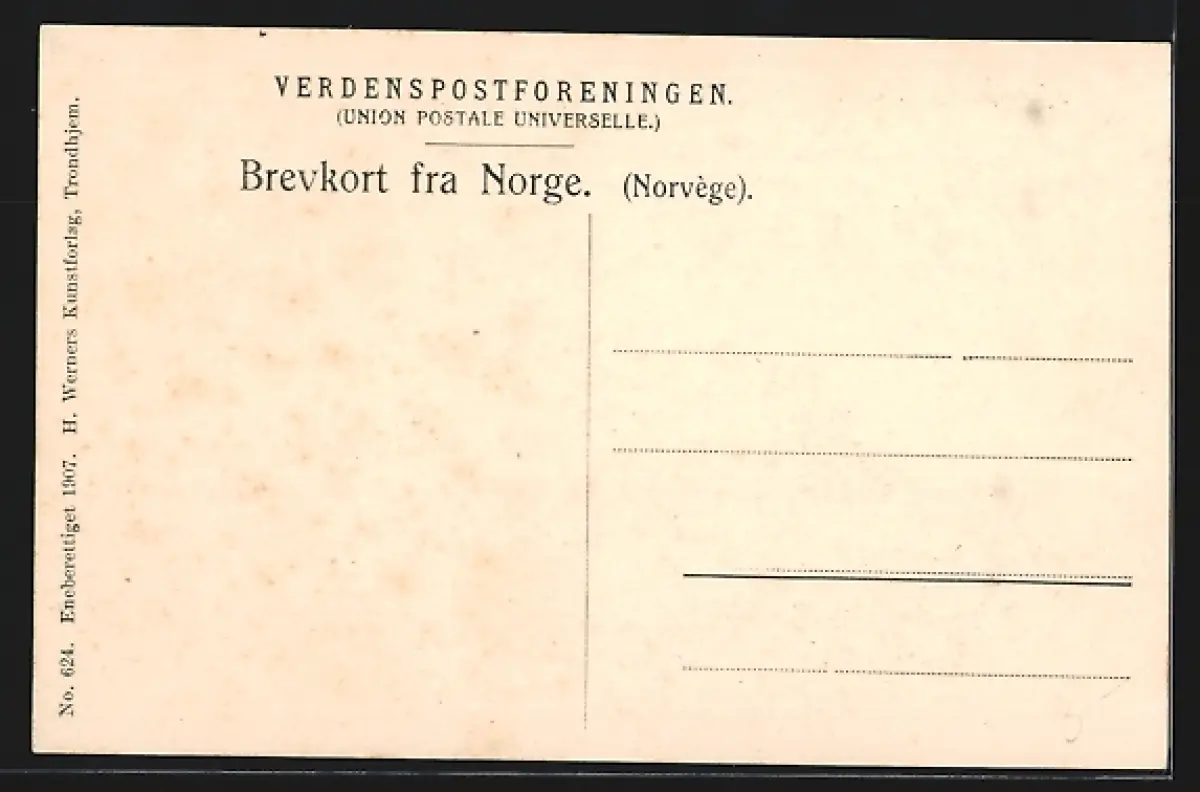 VERDENSPOSTFORENINGEN.
(UNION POSTALE UNIVERSELLE.)
Brevkort fra Norge. (Norvège).
No. 624. Eneberettiget 1907. H. Werners Kunstforlag, Trondhjem.